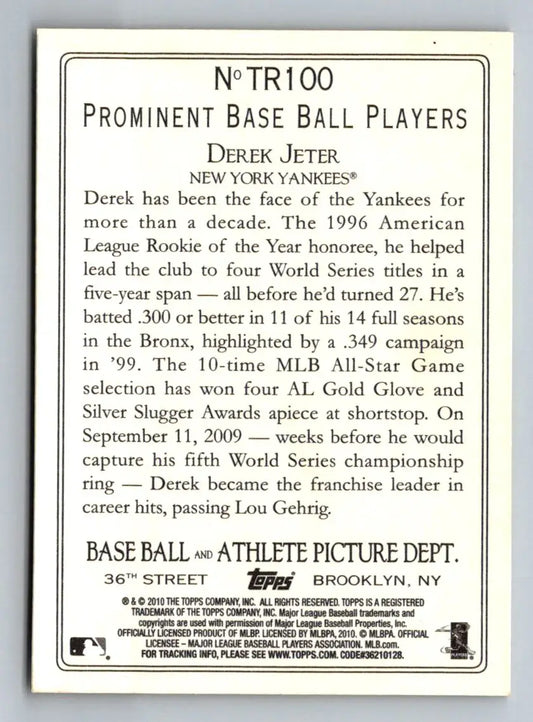 Nº TR100
PROMINENT BASE BALL PLAYERS
DEREK JETER
NEW YORK YANKEES®
Derek has been the face of the Yankees for
more than a decade. The 1996 American
League Rookie of the Year honoree, he helped
lead the club to four World Series titles in a
five-year span — all before he'd turned 27. He's
batted .300 or better in 11 of his 14 full seasons
in the Bronx, highlighted by a .349 campaign
in '99. The 10-time MLB All-Star Game
selection has won four AL Gold Glove and
Silver Slugger Awards apiece at shortstop. On
September 11, 2009 — weeks before he would
capture his fifth World Series championship
ring — Derek became the franchise leader in
career hits, passing Lou Gehrig.
BASE BALL AND ATHLETE PICTURE DEPT.
36TH STREET Topps BROOKLYN, NY
® & © 2010 THE TOPPS COMPANY, INC. ALL RIGHTS RESERVED. TOPPS IS A REGISTERED
TRADEMARK OF THE TOPPS COMPANY, INC. Major League Baseball trademarks and
copyrights are used with permission of Major League Baseball Properties, Inc.
OFFICIALLY LICENSED PRODUCT OF MLBP. LICENSED BY MLBPA, 2010. © MLBPA. OFFICIAL
LICENSEE – MAJOR LEAGUE BASEBALL PLAYERS ASSOCIATION. MLB.com.
FOR TRACKING INFO, PLEASE SEE WWW.TOPPS.COM. CODE#36210128.